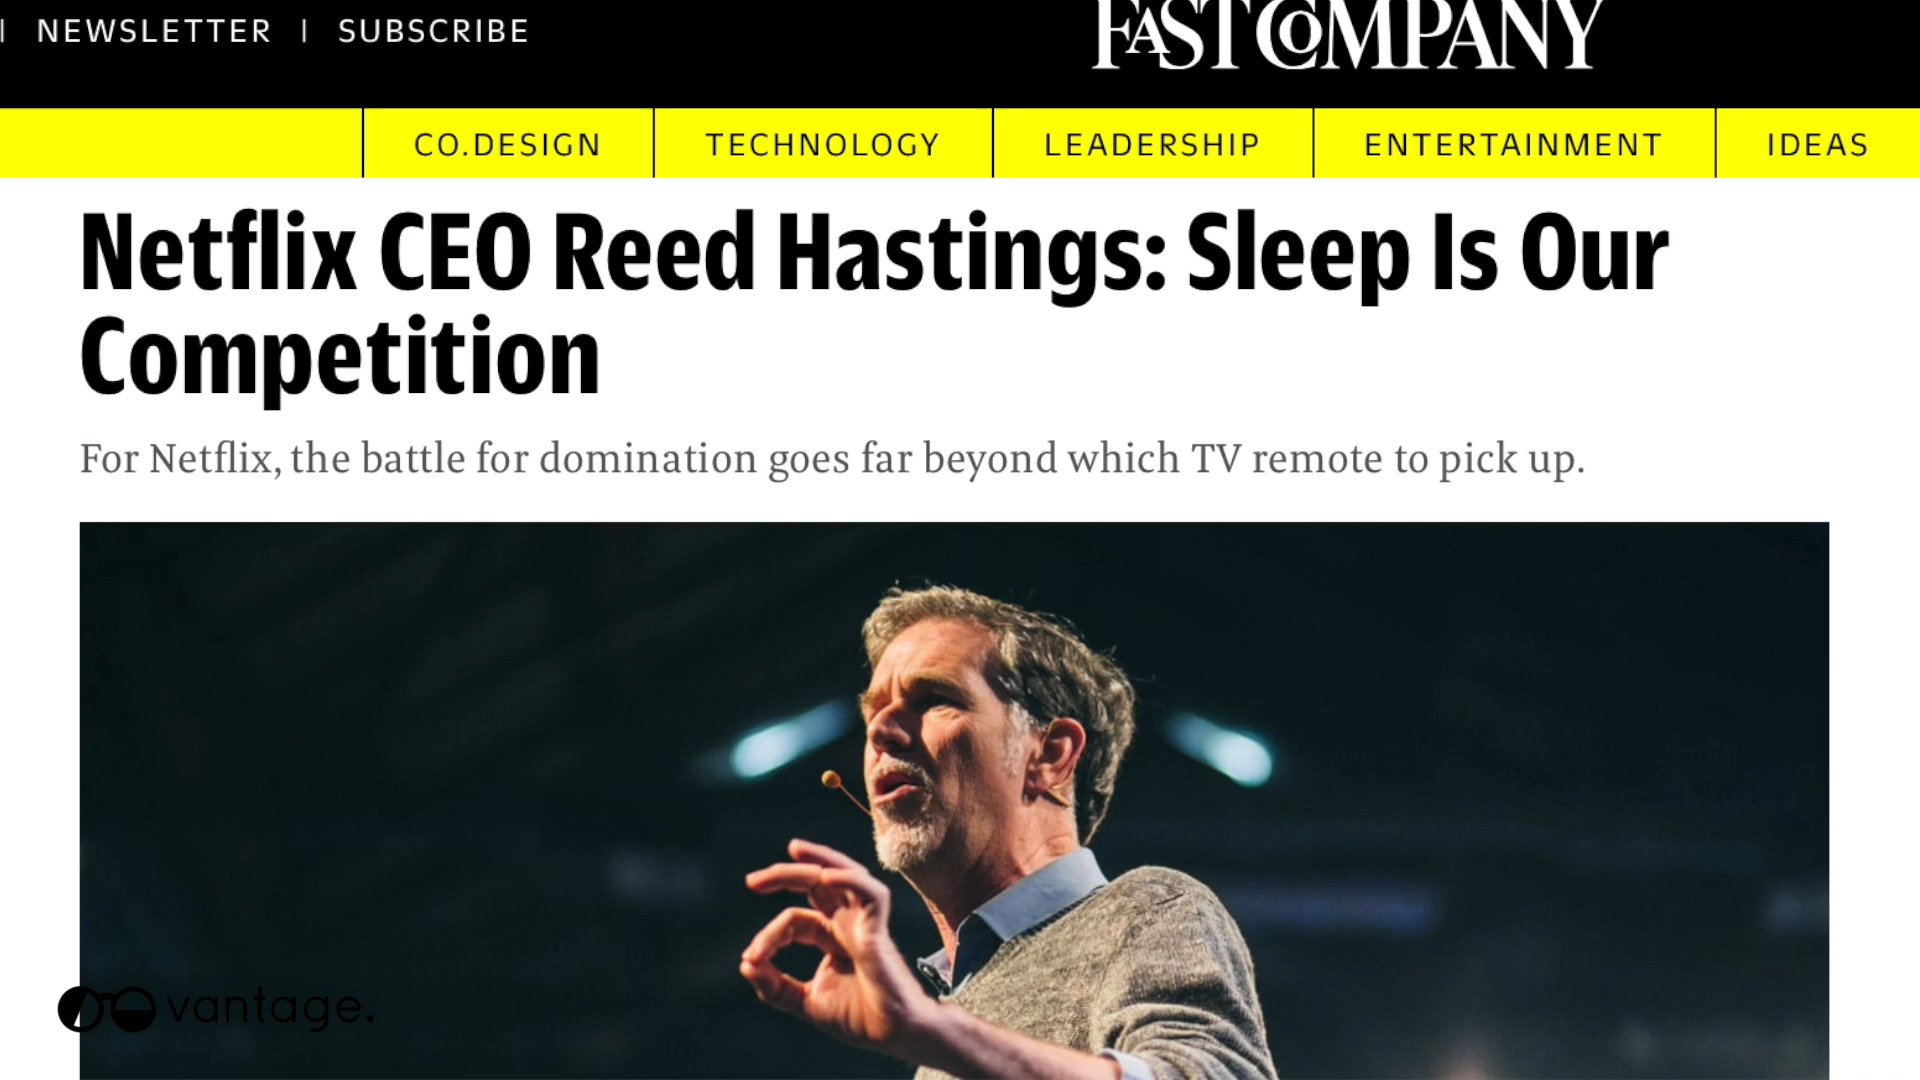 | NEWSLETTER | SUBSCRIBE
FAST COMPANY
CO.DESIGN
TECHNOLOGY
LEADERSHIP
ENTERTAINMENT
IDEAS
Netflix CEO Reed Hastings: Sleep Is Our
Competition
For Netflix, the battle for domination goes far beyond which TV remote to pick up.
vantage.